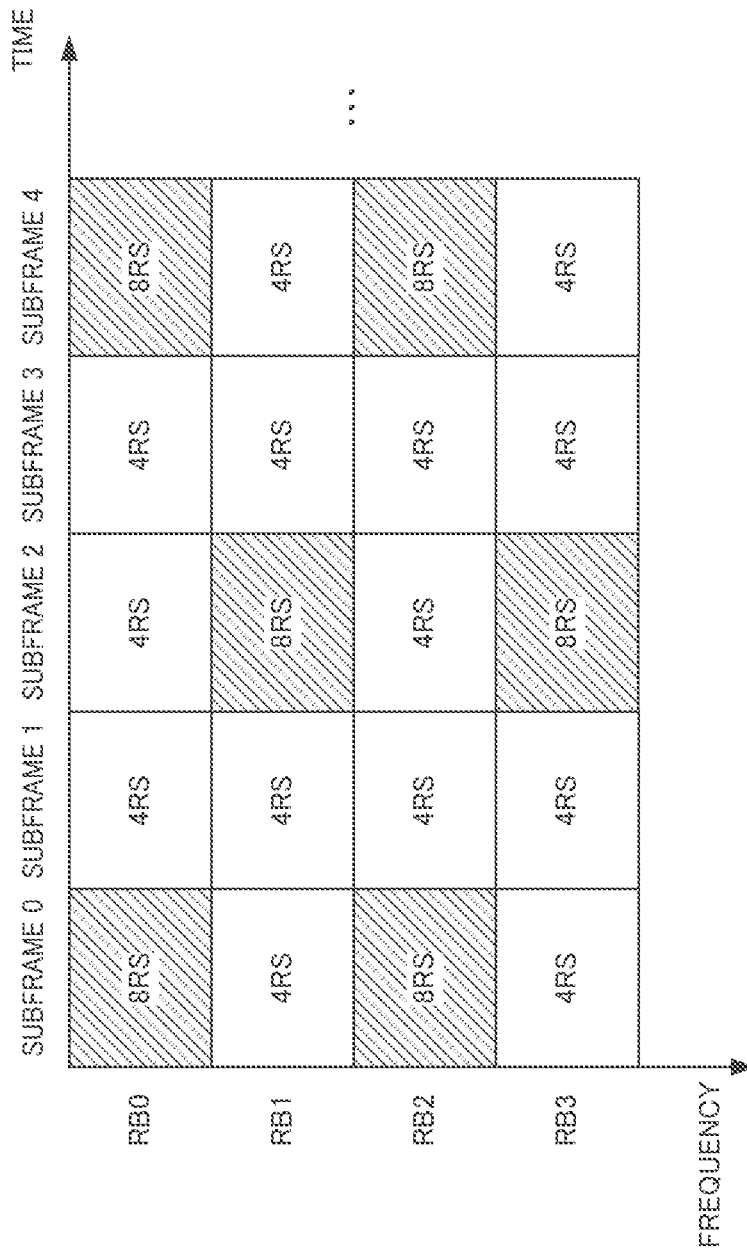 TIME
SUBFRAME 0 SUBFRAME 1 SUBFRAME 2 SUBFRAME 3 SUBFRAME 4
RB0 8RS 4RS 4RS 4RS 8RS
RB1 4RS 4RS 8RS 4RS 4RS
...
RB2 8RS 4RS 4RS 4RS 8RS
RB3 4RS 4RS 8RS 4RS 4RS
FREQUENCY